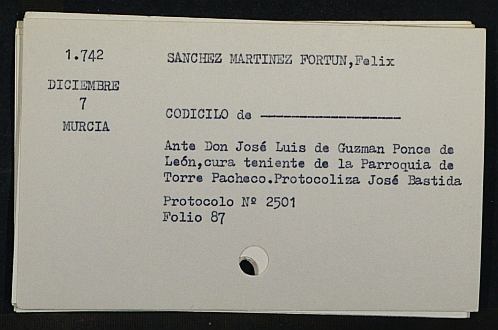 1.742
DICIEMBRE
7
MURCIA
SANCHEZ MARTINEZ FORTUN,Felix
CODICILO de --------------------
Ante Don José Luis de Guzman Ponce de
León,cura teniente de la Parroquia de
Torre Pacheco.Protocoliza José Bastida
Protocolo Nº 2501
Folio 87